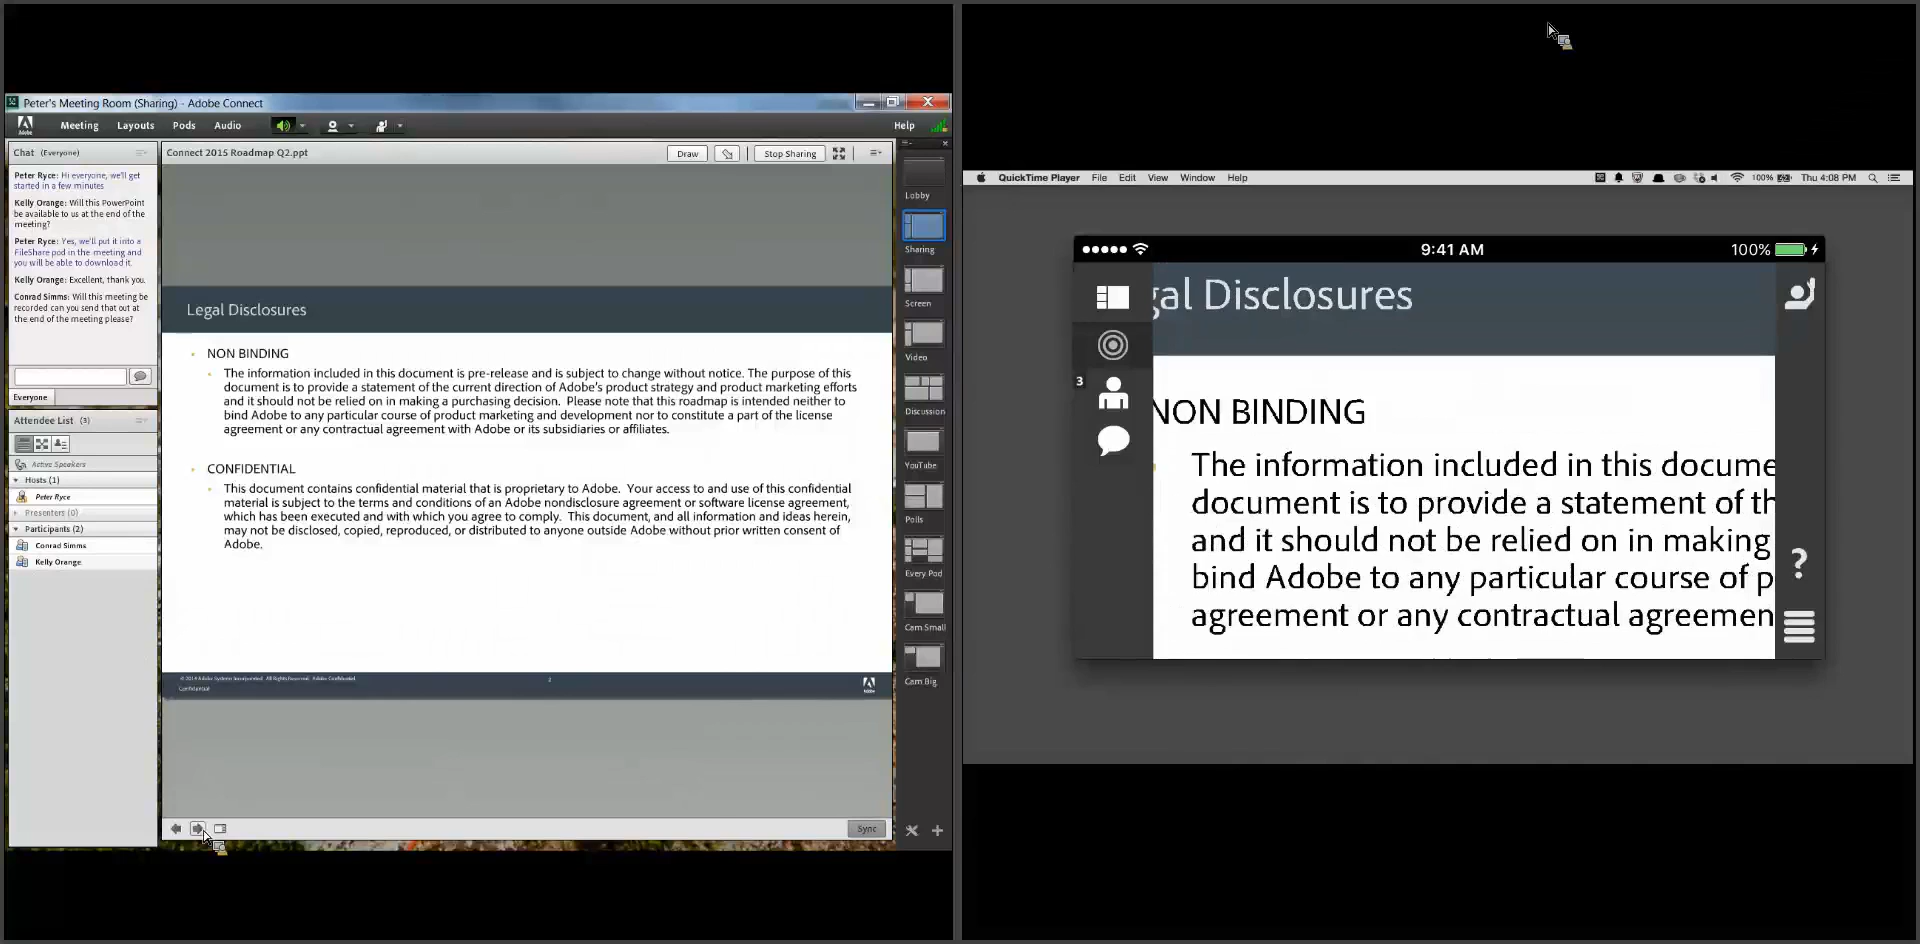 Peter's Meeting Room (Sharing) - Adobe Connect
Adobe
Meeting
Layouts
Pods
Audio
Help
Chat (Everyone)
Peter Ryce: Hi everyone, we'll get
started in a few minutes
Kelly Orange: Will this PowerPoint
be available to us at the end of the
meeting?
Peter Ryce: Yes, we'll put it into a
FileShare pod in the meeting and
you will be able to download it.
Kelly Orange: Excellent, thank you.
Conrad Simms: Will this meeting be
recorded can you send that out at
the end of the meeting please?
Everyone
Attendee List (3)
Active Speakers
Hosts (1)
Peter Ryce
Presenters (0)
Participants (2)
Conrad Simms
Kelly Orange
Connect 2015 Roadmap Q2.ppt
Draw
Stop Sharing
Legal Disclosures
NON BINDING
The information included in this document is pre-release and is subject to change without notice. The purpose of this
document is to provide a statement of the current direction of Adobe's product strategy and product marketing efforts
and it should not be relied on in making a purchasing decision. Please note that this roadmap is intended neither to
bind Adobe to any particular course of product marketing and development nor to constitute a part of the license
agreement or any contractual agreement with Adobe or its subsidiaries or affiliates.
CONFIDENTIAL
This document contains confidential material that is proprietary to Adobe. Your access to and use of this confidential
material is subject to the terms and conditions of an Adobe nondisclosure agreement or software license agreement,
which has been executed and with which you agree to comply. This document, and all information and ideas herein,
may not be disclosed, copied, reproduced, or distributed to anyone outside Adobe without prior written consent of
Adobe.
© 2014 Adobe Systems Incorporated. All Rights Reserved. Adobe Confidential
Confidential
2
Sync
Lobby
Sharing
Screen
Video
Discussion
YouTube
Polls
Every Pod
Cam Small
Cam Big
QuickTime Player
File
Edit
View
Window
Help
100%
Thu 4:08 PM
9:41 AM
100%
gal Disclosures
3
NON BINDING
The information included in this docume
document is to provide a statement of th
and it should not be relied on in making
bind Adobe to any particular course of p
agreement or any contractual agreemen
?